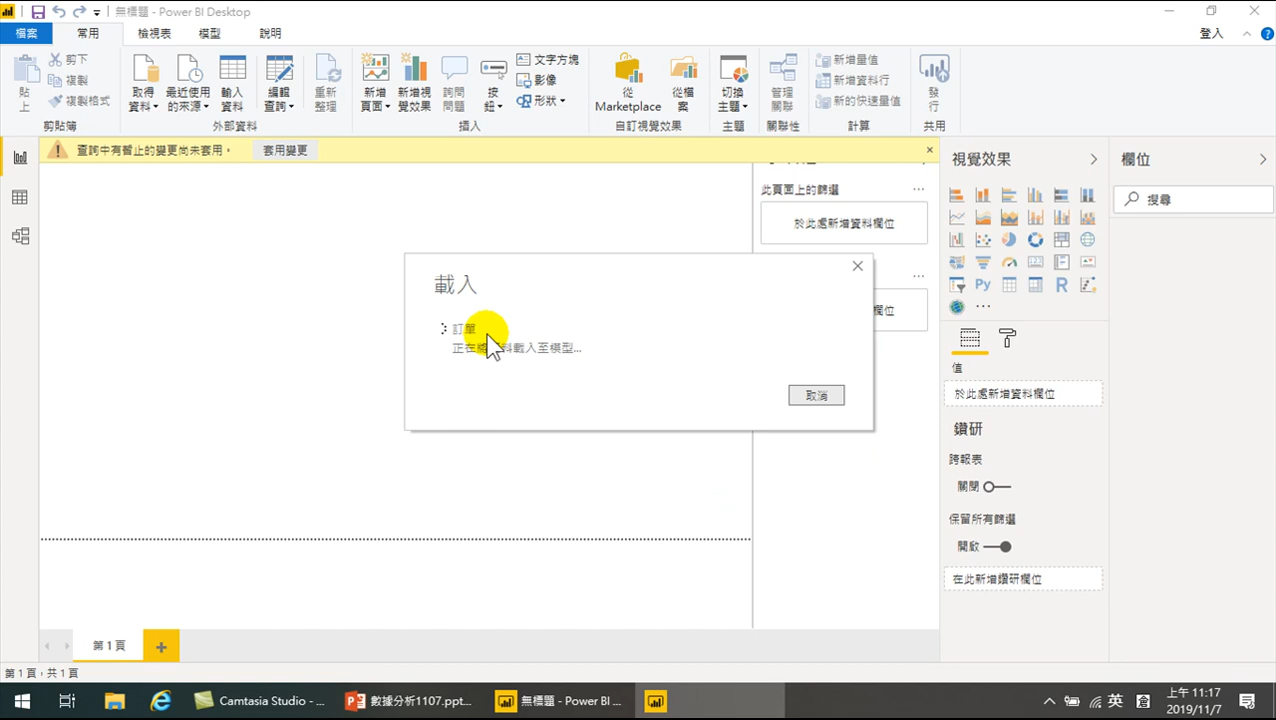 無標題 - Power BI Desktop
檔案
常用
檢視表
模型
說明
登入
貼上
剪下
複製
複製格式
剪貼簿
取得資料
最近使用的來源
輸入資料
編輯查詢
重新整理
外部資料
新增頁面
新增視覺效果
詢問問題
按鈕
文字方塊
影像
形狀
插入
從 Marketplace
從檔案
自訂視覺效果
切換主題
主題
管理關聯
關聯性
新增量值
新增資料行
新的快速量值
計算
發行
共用
查詢中有暫止的變更尚未套用。
套用變更
此頁面上的篩選
於此處新增資料欄位
欄位
載入
訂單
取消
視覺效果
Py
R
值
於此處新增資料欄位
鑽研
跨報表
關閉
保留所有篩選
開啟
在此新增鑽研欄位
欄位
搜尋
第 1 頁
第 1 頁，共 1 頁
Camtasia Studio - ...
數據分析1107.ppt...
無標題 - Power BI ...
英
上午 11:17
2019/11/7